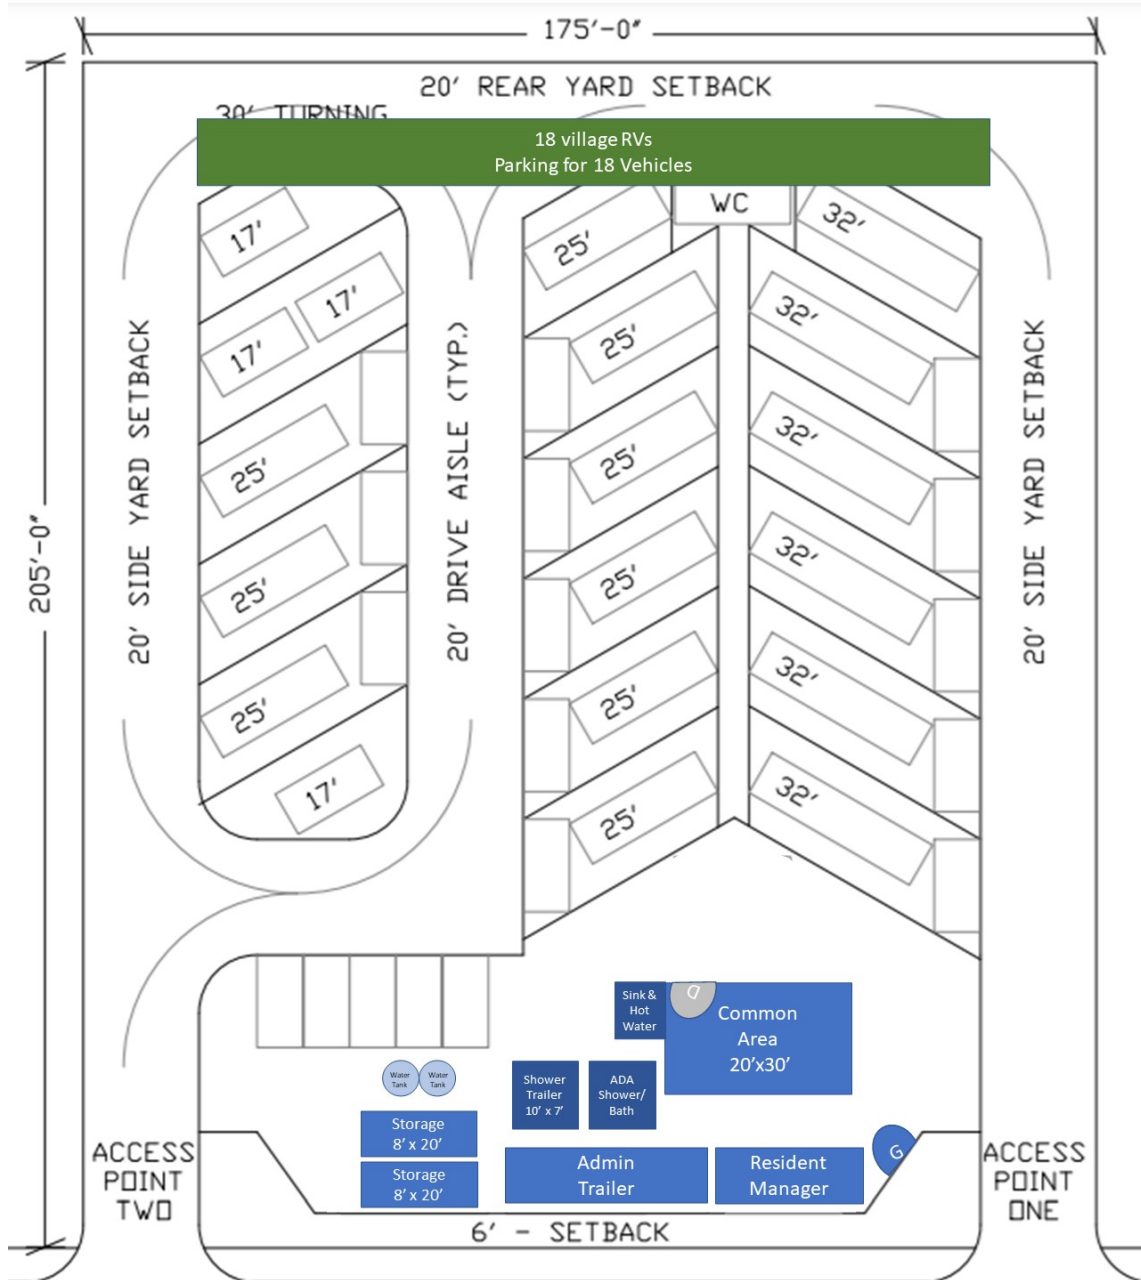 175'-0"
20' REAR YARD SETBACK
30' TURNING
18 village RVs
Parking for 18 Vehicles
WC
17'
25'
32'
17'
17'
25'
32'
20' SIDE YARD SETBACK
20' DRIVE AISLE (TYP.)
20' SIDE YARD SETBACK
205'-0"
25'
25'
32'
25'
25'
32'
25'
25'
32'
17'
25'
32'
Sink &
Hot
Water
D
Common
Area
20'x30'
Water
Tank
Water
Tank
Shower
Trailer
10' x 7'
ADA
Shower/
Bath
Storage
8' x 20'
Storage
8' x 20'
Admin
Trailer
Resident
Manager
G
ACCESS
POINT
TWO
ACCESS
POINT
ONE
6' - SETBACK